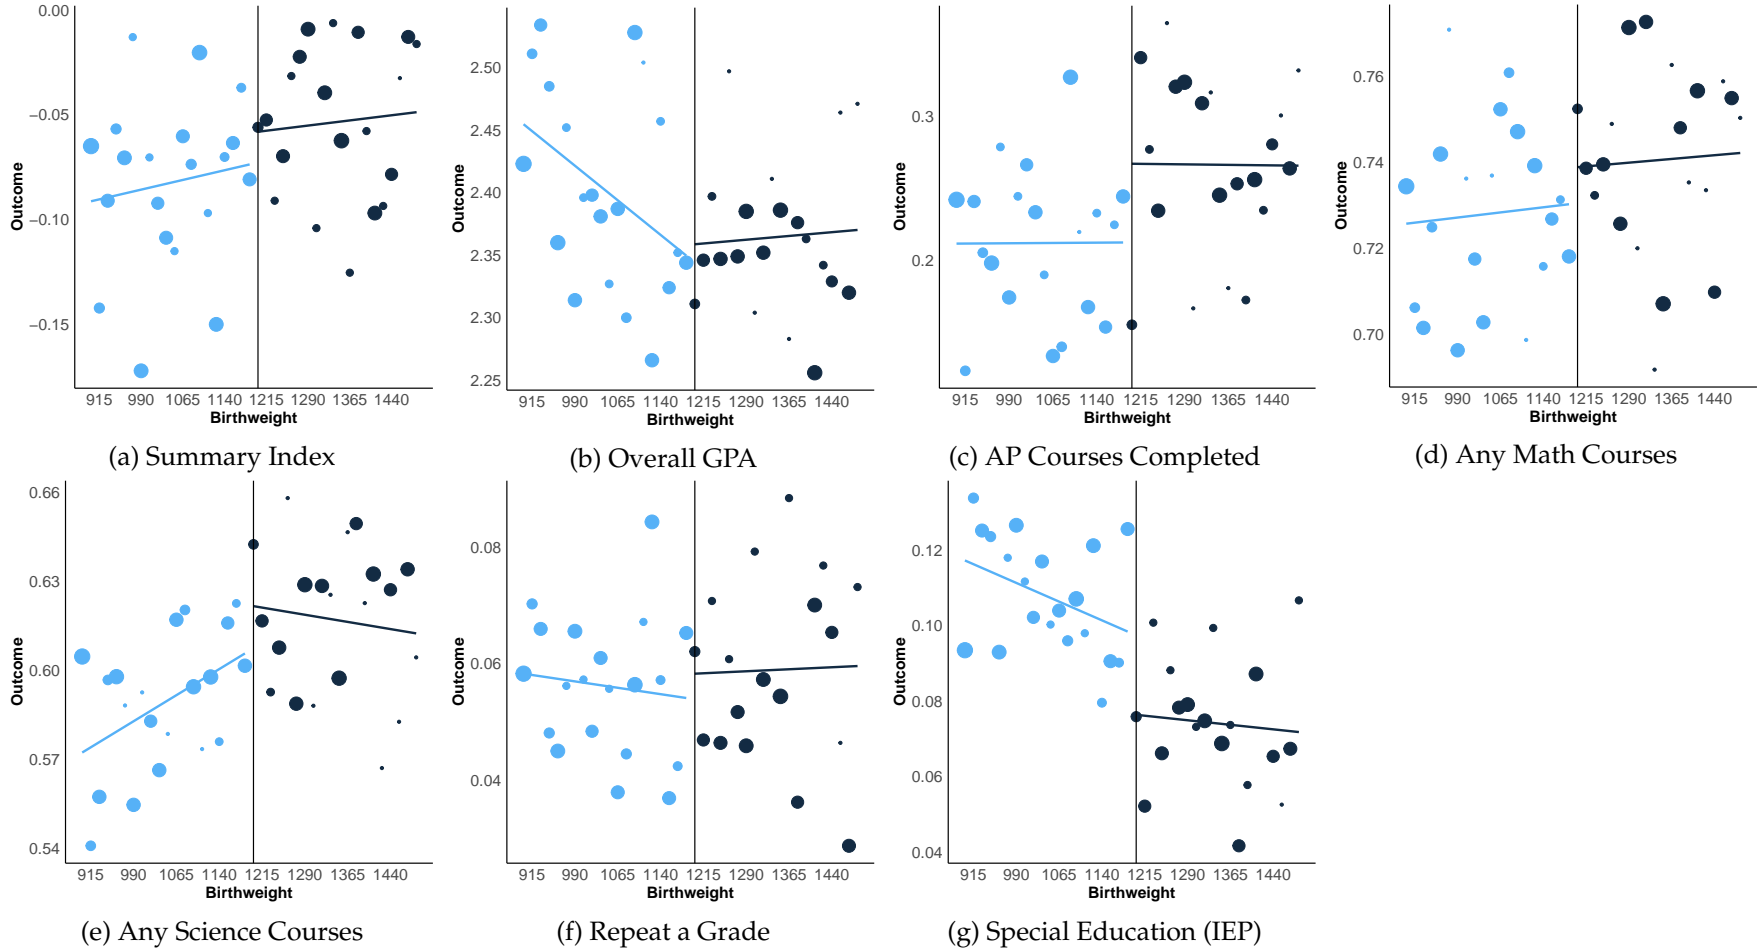 0.00
−0.05
−0.10
−0.15
Outcome
915 990 1065 1140 1215 1290 1365 1440
Birthweight
(a) Summary Index
2.50
2.45
2.40
2.35
2.30
2.25
Outcome
915 990 1065 1140 1215 1290 1365 1440
Birthweight
(b) Overall GPA
0.3
0.2
Outcome
915 990 1065 1140 1215 1290 1365 1440
Birthweight
(c) AP Courses Completed
0.76
0.74
0.72
0.70
Outcome
915 990 1065 1140 1215 1290 1365 1440
Birthweight
(d) Any Math Courses
0.66
0.63
0.60
0.57
0.54
Outcome
915 990 1065 1140 1215 1290 1365 1440
Birthweight
(e) Any Science Courses
0.08
0.06
0.04
Outcome
915 990 1065 1140 1215 1290 1365 1440
Birthweight
(f) Repeat a Grade
0.12
0.10
0.08
0.06
0.04
Outcome
915 990 1065 1140 1215 1290 1365 1440
Birthweight
(g) Special Education (IEP)